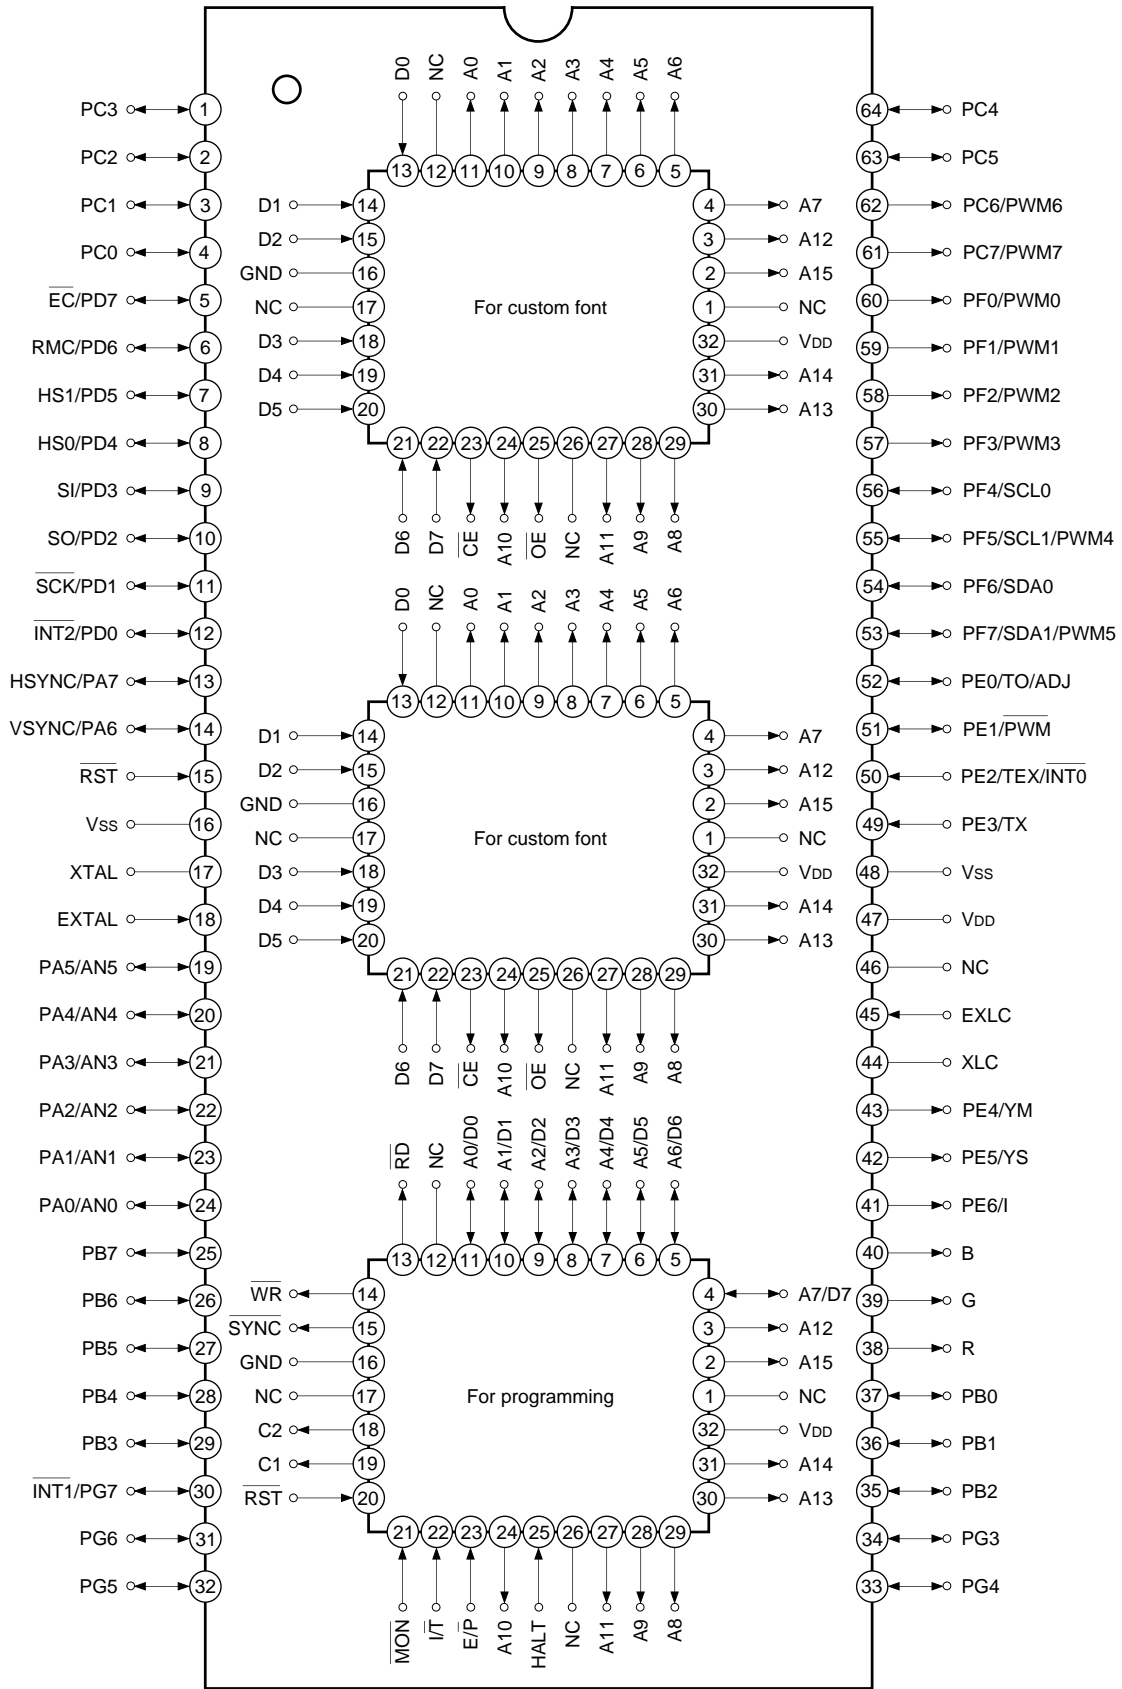 D0 NC A0 A1 A2 A3 A4 A5 A6
PC3 1 64 PC4
PC2 2 63 PC5
13 12 11 10 9 8 7 6 5
PC1 3 D1 14 4 A7 62 PC6/PWM6
D2 15 3 A12
PC0 4 61 PC7/PWM7
GND 16 2 A15
E̅C̅/PD7 5 NC 17 For custom font 1 NC 60 PF0/PWM0
RMC/PD6 6 D3 18 32 VDD 59 PF1/PWM1
D4 19 31 A14
HS1/PD5 7 D5 20 30 A13 58 PF2/PWM2
HS0/PD4 8 21 22 23 24 25 26 27 28 29 57 PF3/PWM3
SI/PD3 9 56 PF4/SCL0
SO/PD2 10 D6 D7 C̅E̅ A10 O̅E̅ NC A11 A9 A8 55 PF5/SCL1/PWM4
S̅C̅K̅/PD1 11 D0 NC A0 A1 A2 A3 A4 A5 A6 54 PF6/SDA0
I̅N̅T̅2̅/PD0 12 53 PF7/SDA1/PWM5
HSYNC/PA7 13 52 PE0/TO/ADJ
13 12 11 10 9 8 7 6 5
VSYNC/PA6 14 D1 14 4 A7 51 PE1/P̅W̅M̅
R̅S̅T̅ 15 D2 15 3 A12 50 PE2/TEX/I̅N̅T̅0̅
GND 16 2 A15
Vss 16 NC 17 For custom font 1 NC 49 PE3/TX
XTAL 17 D3 18 32 VDD 48 Vss
D4 19 31 A14
EXTAL 18 D5 20 30 A13 47 VDD
PA5/AN5 19 21 22 23 24 25 26 27 28 29 46 NC
PA4/AN4 20 45 EXLC
PA3/AN3 21 D6 D7 C̅E̅ A10 O̅E̅ NC A11 A9 A8 44 XLC
PA2/AN2 22 43 PE4/YM
PA1/AN1 23 R̅D̅ NC A0/D0 A1/D1 A2/D2 A3/D3 A4/D4 A5/D5 A6/D6 42 PE5/YS
PA0/AN0 24 41 PE6/I
PB7 25 13 12 11 10 9 8 7 6 5 40 B
PB6 26 W̅R̅ 14 4 A7/D7 39 G
S̅Y̅N̅C̅ 15 3 A12
PB5 27 GND 16 2 A15 38 R
PB4 28 NC 17 For programming 1 NC 37 PB0
C2 18 32 VDD
PB3 29 C1 19 31 A14 36 PB1
I̅N̅T̅1̅/PG7 30 R̅S̅T̅ 20 30 A13 35 PB2
PG6 31 21 22 23 24 25 26 27 28 29 34 PG3
PG5 32 33 PG4
M̅O̅N̅ I̅/T E̅/P A10 HALT NC A11 A9 A8